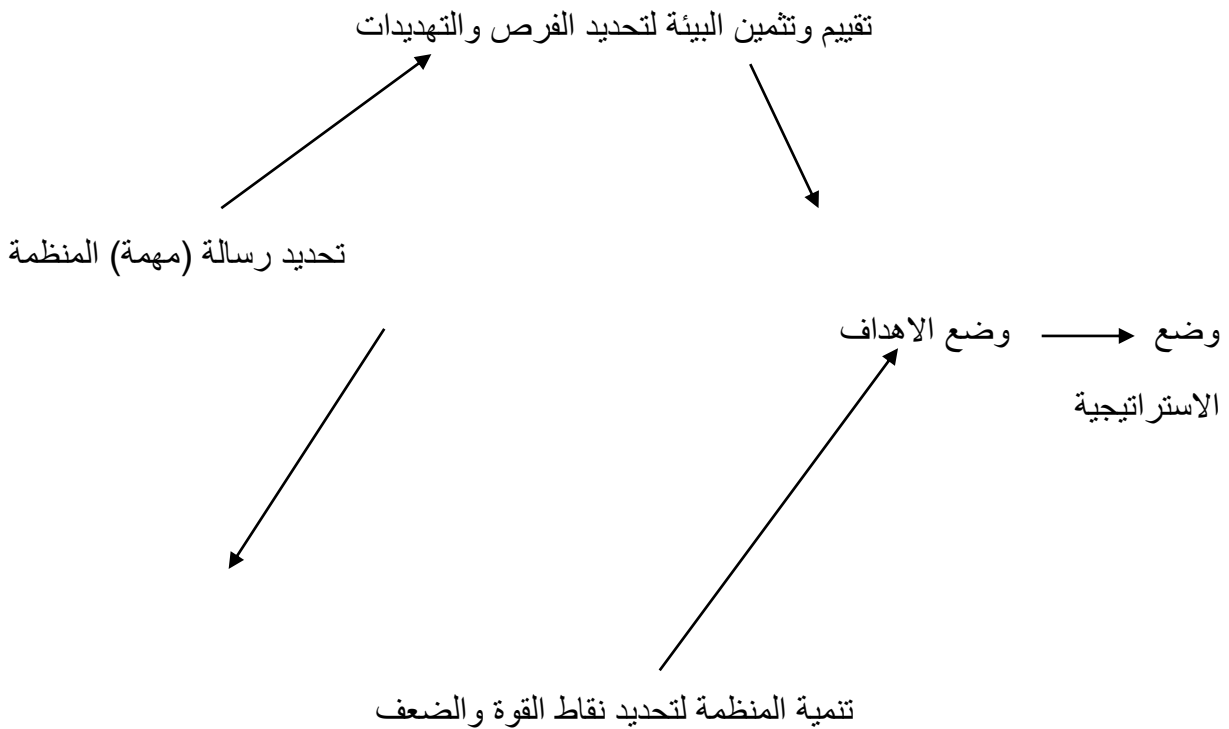 تقييم وتثمين البيئة لتحديد الفرص والتهديدات
تحديد رسالة (مهمة) المنظمة
وضع الاهداف
وضع
الاستراتيجية
تنمية المنظمة لتحديد نقاط القوة والضعف